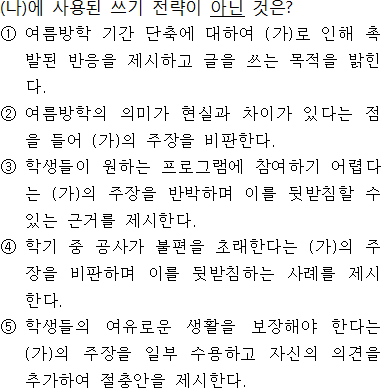 (나)에 사용된 쓰기 전략이 아닌 것은?
① 여름방학 기간 단축에 대하여 (가)로 인해 촉
발된 반응을 제시하고 글을 쓰는 목적을 밝힌
다.
② 여름방학의 의미가 현실과 차이가 있다는 점
을 들어 (가)의 주장을 비판한다.
③ 학생들이 원하는 프로그램에 참여하기 어렵다
는 (가)의 주장을 반박하며 이를 뒷받침할 수
있는 근거를 제시한다.
④ 학기 중 공사가 불편을 초래한다는 (가)의 주
장을 비판하며 이를 뒷받침하는 사례를 제시
한다.
⑤ 학생들의 여유로운 생활을 보장해야 한다는
(가)의 주장을 일부 수용하고 자신의 의견을
추가하여 절충안을 제시한다.